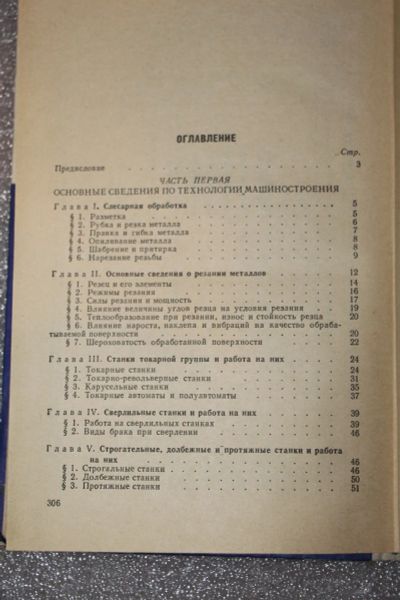 ОГЛАВЛЕНИЕ
Стр.
Предисловие 3
ЧАСТЬ ПЕРВАЯ
ОСНОВНЫЕ СВЕДЕНИЯ ПО ТЕХНОЛОГИИ МАШИНОСТРОЕНИЯ
Глава I. Слесарная обработка 5
§ 1. Разметка 5
§ 2. Рубка и резка металла 6
§ 3. Правка и гибка металла 7
§ 4. Опиливание металла 8
§ 5. Шабрение и притирка 8
§ 6. Нарезание резьбы 9
Глава II. Основные сведения о резании металлов 12
§ 1. Резец и его элементы 14
§ 2. Режимы резания 16
§ 3. Силы резания и мощность 17
§ 4. Влияние величины углов резца на условия резания 19
§ 5. Теплообразование при резании, износ и стойкость резца 20
§ 6. Влияние нароста, наклепа и вибраций на качество обраба-
тываемой поверхности 20
§ 7. Шероховатость обработанной поверхности 22
Глава III. Станки токарной группы и работа на них 24
§ 1. Токарные станки 24
§ 2. Токарно-револьверные станки 31
§ 3. Карусельные станки 35
§ 4. Токарные автоматы и полуавтоматы 37
Глава IV. Сверлильные станки и работа на них 39
§ 1. Работа на сверлильных станках 39
§ 2. Виды брака при сверлении 46
Глава V. Строгательные, долбежные и протяжные станки и работа
на них 46
§ 1. Строгальные станки 46
§ 2. Долбежные станки 50
§ 3. Протяжные станки 51
306